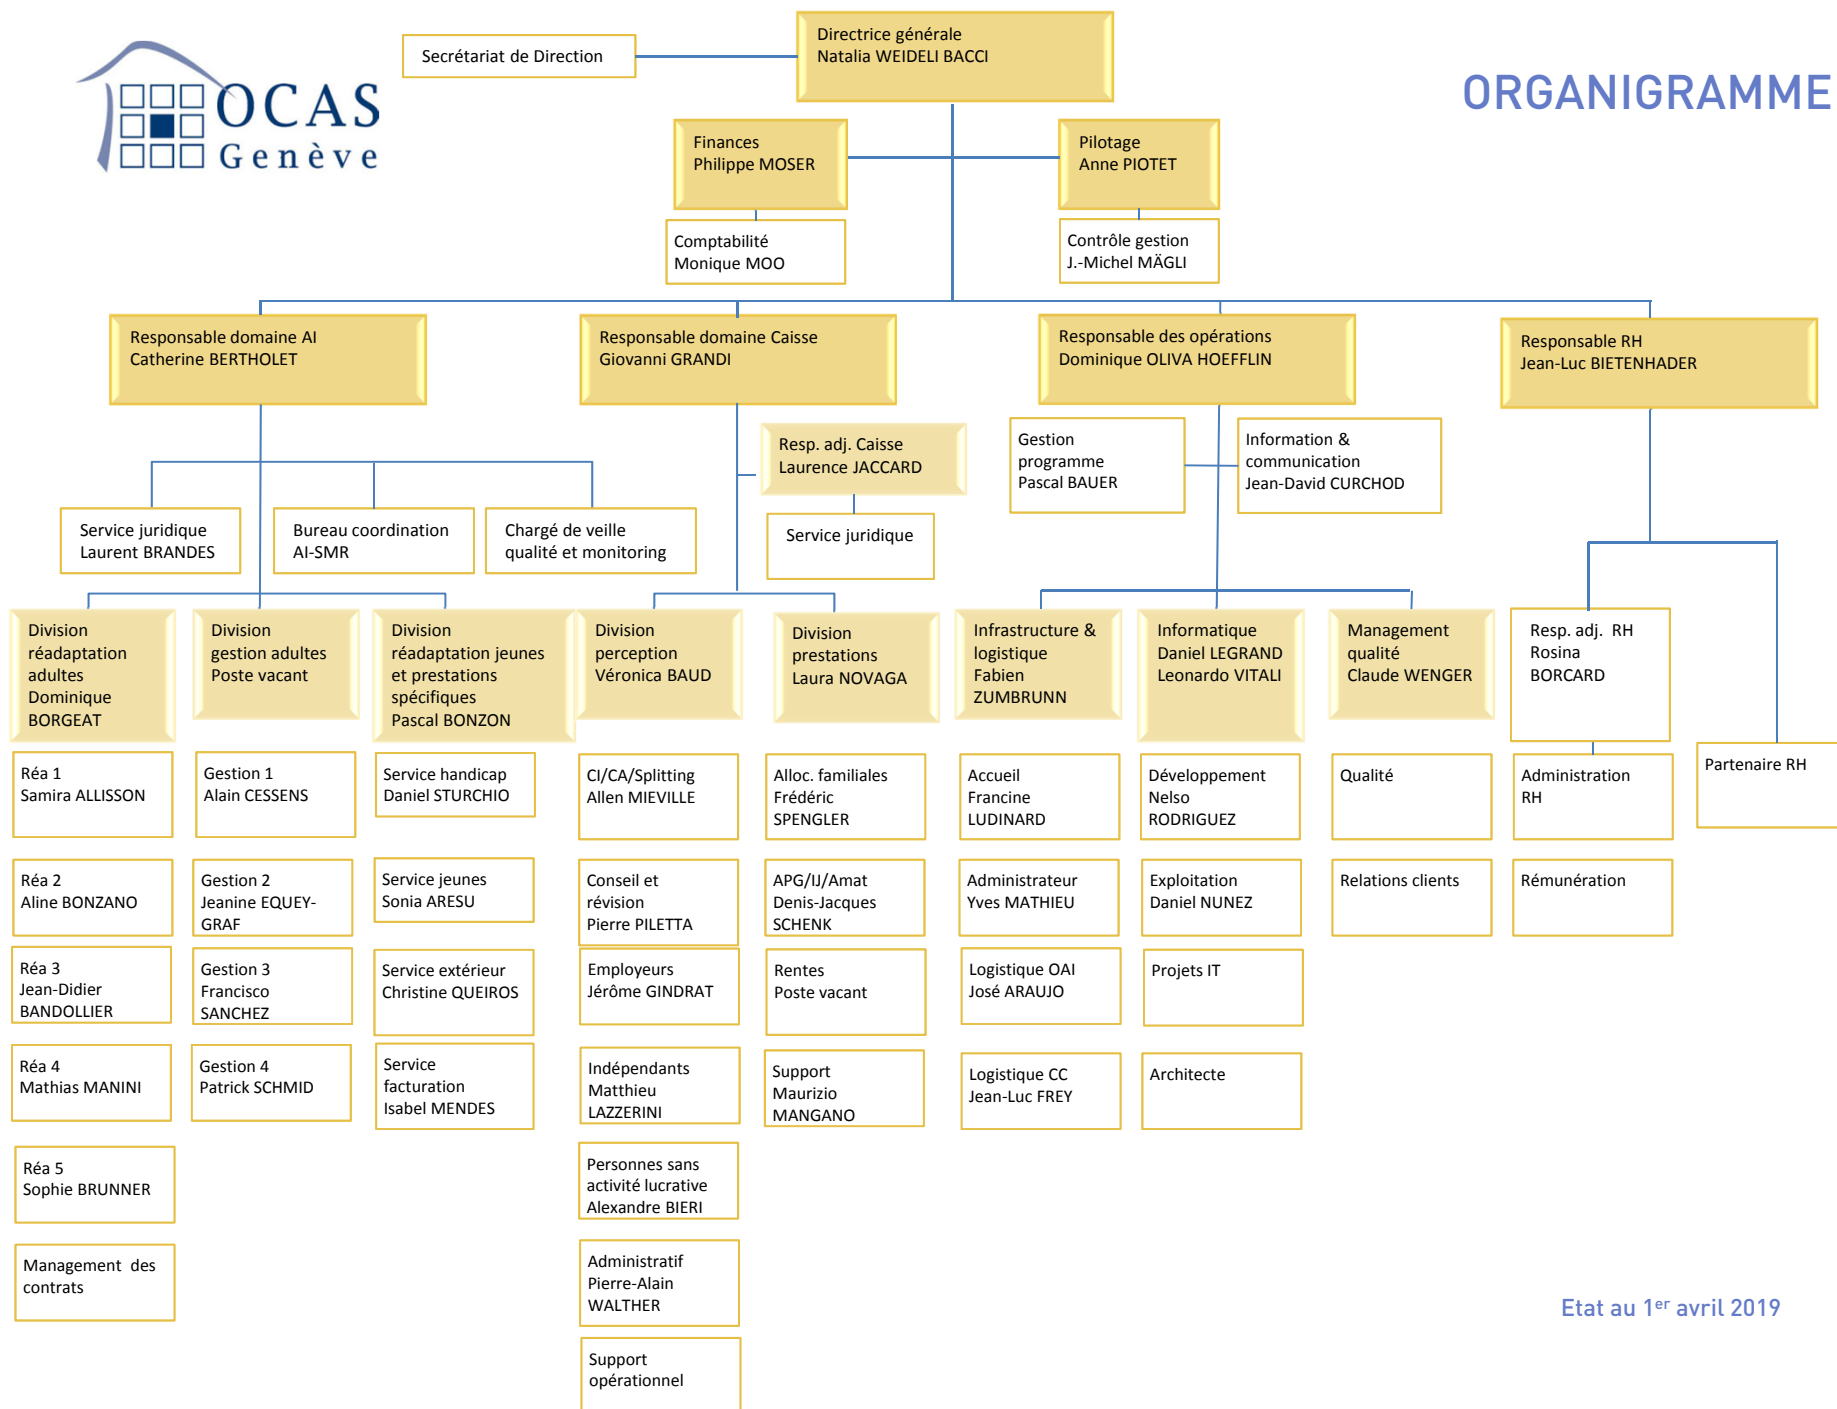 OCAS
Genève
Secrétariat de Direction
Directrice générale
Natalia WEIDELI BACCI
ORGANIGRAMME
Finances
Philippe MOSER
Pilotage
Anne PIOTET
Comptabilité
Monique MOO
Contrôle gestion
J.-Michel MÄGLI
Responsable domaine AI
Catherine BERTHOLET
Responsable domaine Caisse
Giovanni GRANDI
Responsable des opérations
Dominique OLIVA HOEFFLIN
Responsable RH
Jean-Luc BIETENHADER
Resp. adj. Caisse
Laurence JACCARD
Gestion
programme
Pascal BAUER
Information &
communication
Jean-David CURCHOD
Service juridique
Laurent BRANDES
Bureau coordination
AI-SMR
Chargé de veille
qualité et monitoring
Service juridique
Division
réadaptation
adultes
Dominique
BORGEAT
Division
gestion adultes
Poste vacant
Division
réadaptation jeunes
et prestations
spécifiques
Pascal BONZON
Division
perception
Véronica BAUD
Division
prestations
Laura NOVAGA
Infrastructure &
logistique
Fabien
ZUMBRUNN
Informatique
Daniel LEGRAND
Leonardo VITALI
Management
qualité
Claude WENGER
Resp. adj.  RH
Rosina
BORCARD
Réa 1
Samira ALLISSON
Gestion 1
Alain CESSENS
Service handicap
Daniel STURCHIO
CI/CA/Splitting
Allen MIEVILLE
Alloc. familiales
Frédéric
SPENGLER
Accueil
Francine
LUDINARD
Développement
Nelso
RODRIGUEZ
Qualité
Administration
RH
Partenaire RH
Réa 2
Aline BONZANO
Gestion 2
Jeanine EQUEY-
GRAF
Service jeunes
Sonia ARESU
Conseil et
révision
Pierre PILETTA
APG/IJ/Amat
Denis-Jacques
SCHENK
Administrateur
Yves MATHIEU
Exploitation
Daniel NUNEZ
Relations clients
Rémunération
Réa 3
Jean-Didier
BANDOLLIER
Gestion 3
Francisco
SANCHEZ
Service extérieur
Christine QUEIROS
Employeurs
Jérôme GINDRAT
Rentes
Poste vacant
Logistique OAI
José ARAUJO
Projets IT
Réa 4
Mathias MANINI
Gestion 4
Patrick SCHMID
Service
facturation
Isabel MENDES
Indépendants
Matthieu
LAZZERINI
Support
Maurizio
MANGANO
Logistique CC
Jean-Luc FREY
Architecte
Réa 5
Sophie BRUNNER
Personnes sans
activité lucrative
Alexandre BIERI
Management  des
contrats
Administratif
Pierre-Alain
WALTHER
Support
opérationnel
Etat au 1er avril 2019